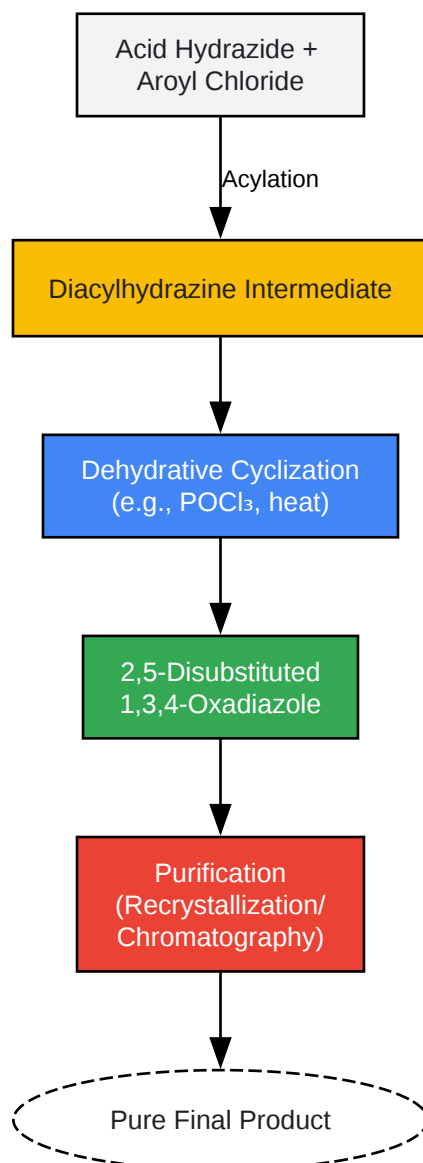 Acid Hydrazide +
Aroyl Chloride
Acylation
Diacylhydrazine Intermediate
Dehydrative Cyclization
(e.g., POCl₃, heat)
2,5-Disubstituted
1,3,4-Oxadiazole
Purification
(Recrystallization/
Chromatography)
Pure Final Product